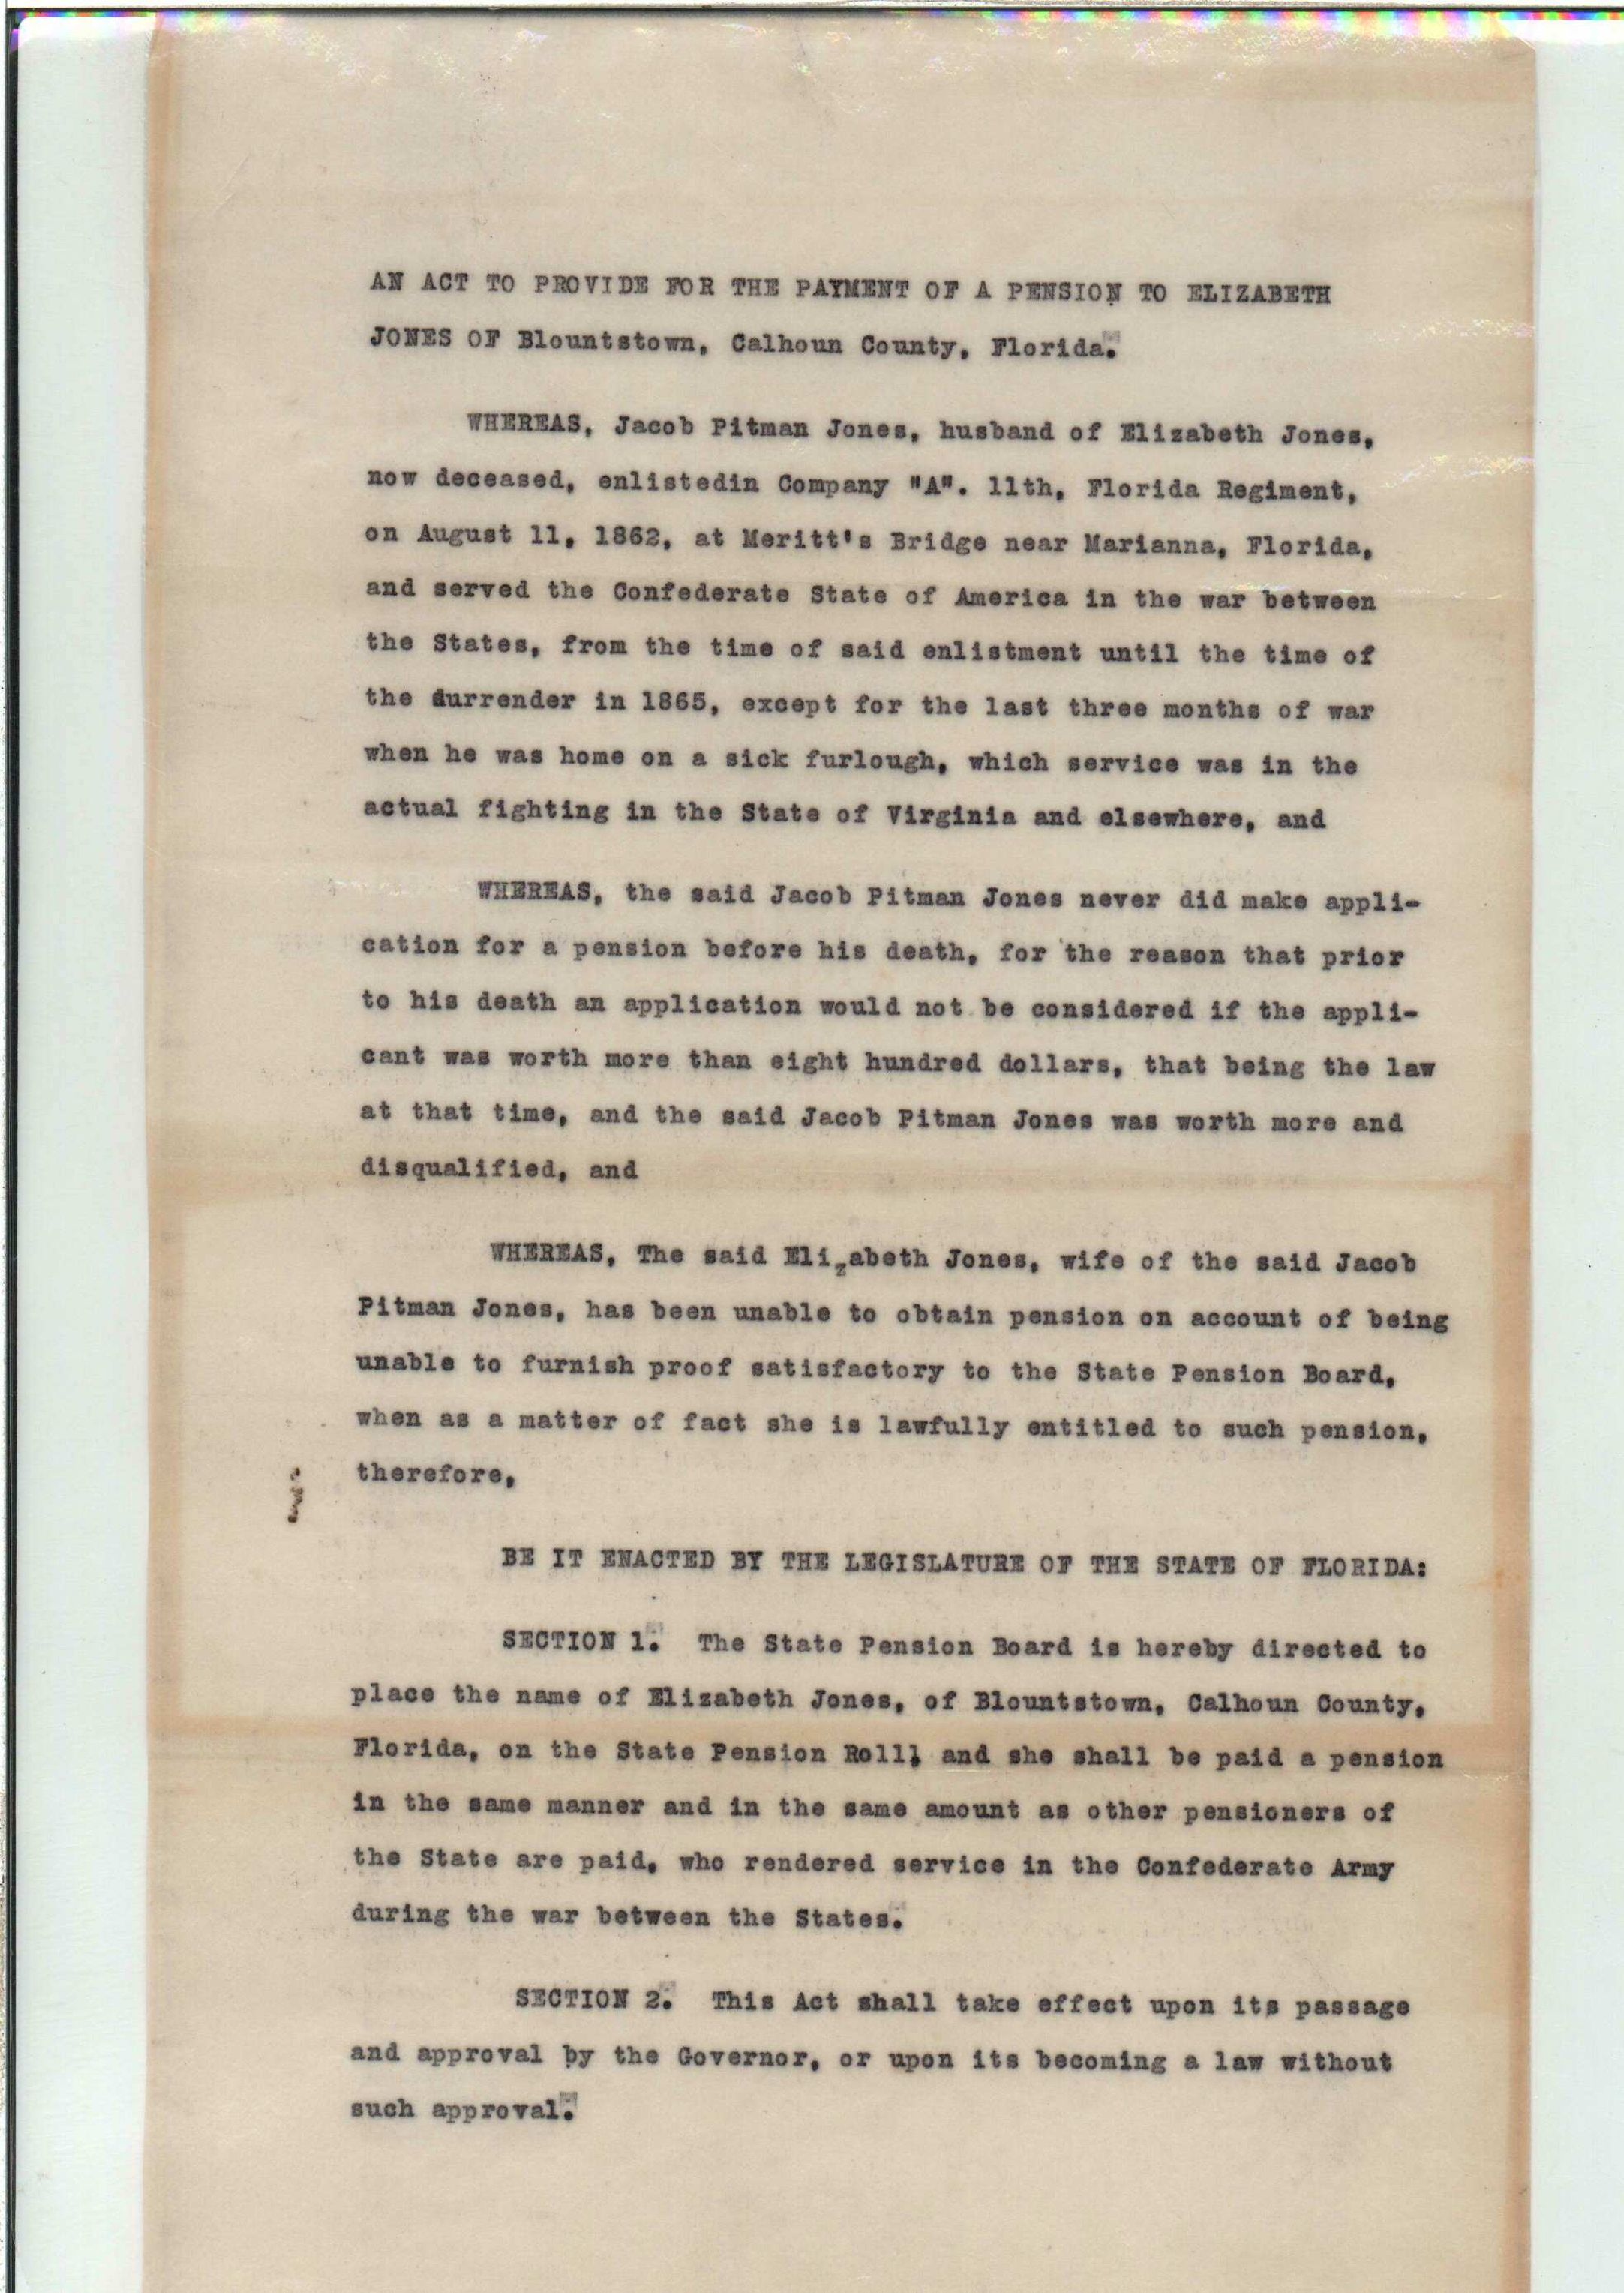 AN ACT TO PROVIDE FOR THE PAYMENT OF A PENSION TO ELIZABETH
JONES OF Blountstown, Calhoun County, Florida.
WHEREAS, Jacob Pitman Jones, husband of Elizabeth Jones,
now deceased, enlistedin Company "A". 11th, Florida Regiment,
on August 11, 1862, at Meritt's Bridge near Marianna, Florida,
and served the Confederate State of America in the war between
the States, from the time of said enlistment until the time of
the surrender in 1865, except for the last three months of war
when he was home on a sick furlough, which service was in the
actual fighting in the State of Virginia and elsewhere, and
WHEREAS, the said Jacob Pitman Jones never did make appli-
cation for a pension before his death, for the reason that prior
to his death an application would not be considered if the appli-
cant was worth more than eight hundred dollars, that being the law
at that time, and the said Jacob Pitman Jones was worth more and
disqualified, and
WHEREAS, The said Elizabeth Jones, wife of the said Jacob
Pitman Jones, has been unable to obtain pension on account of being
unable to furnish proof satisfactory to the State Pension Board,
when as a matter of fact she is lawfully entitled to such pension,
therefore,
BE IT ENACTED BY THE LEGISLATURE OF THE STATE OF FLORIDA:
SECTION 1. The State Pension Board is hereby directed to
place the name of Elizabeth Jones, of Blountstown, Calhoun County,
Florida, on the State Pension Roll, and she shall be paid a pension
in the same manner and in the same amount as other pensioners of
the State are paid, who rendered service in the Confederate Army
during the war between the States.
SECTION 2. This Act shall take effect upon its passage
and approval by the Governor, or upon its becoming a law without
such approval.